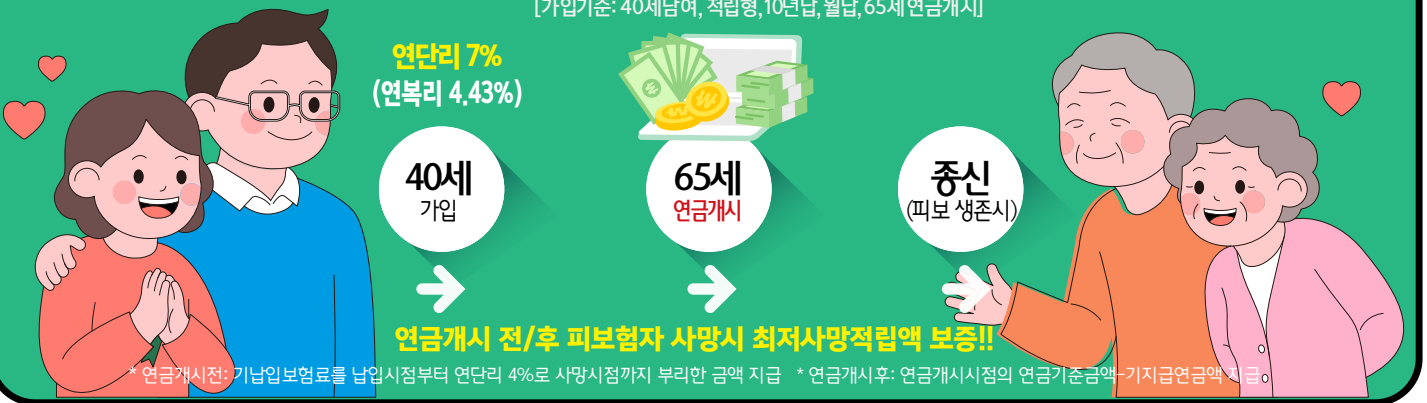 [가입기준: 40세남여, 적립형,10년납, 월납, 65세연금개시]
연단리 7%
(연복리 4.43%)
40세
가입
65세
연금개시
종신
(피보 생존시)
연금개시 전/후 피보험자 사망시 최저사망적립액 보증!!
* 연금개시전: 기납입보험료를 납입시점부터 연단리 4%로 사망시점까지 부리한 금액 지급 * 연금개시후: 연금개시시점의 연금기준금액-기지급연금액 지급